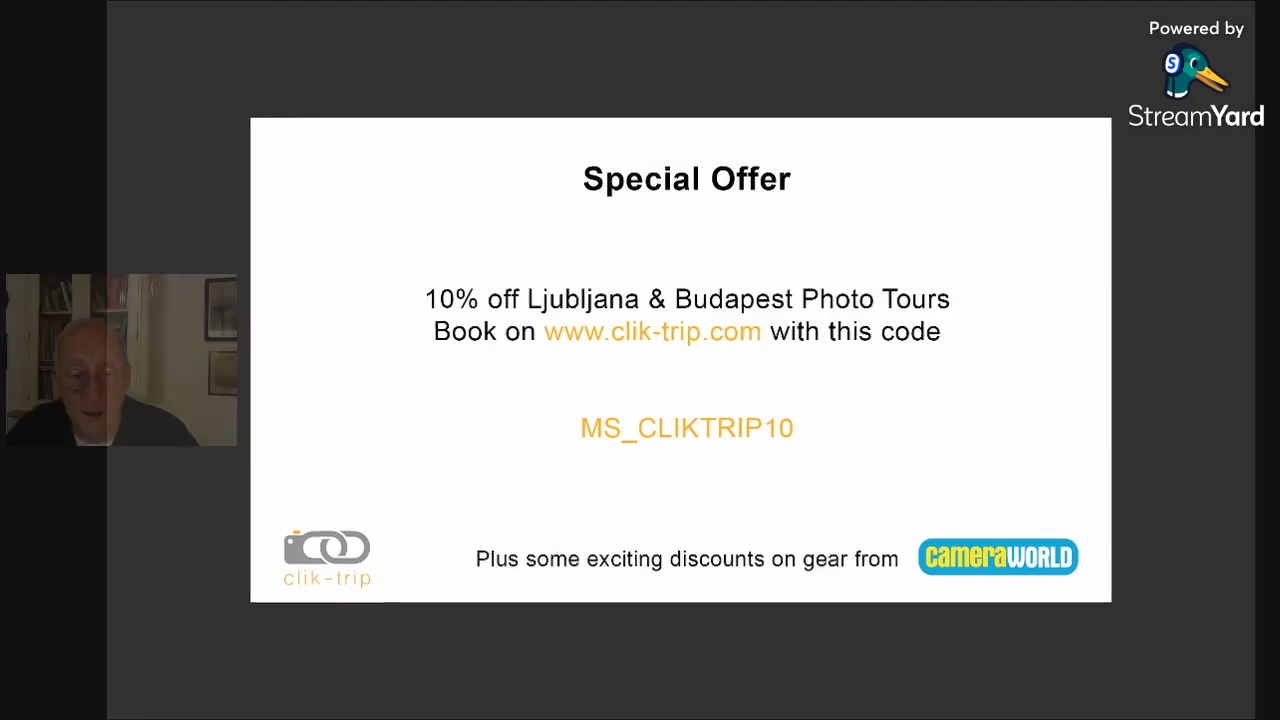 Powered by
StreamYard
Special Offer
10% off Ljubljana & Budapest Photo Tours
Book on www.clik-trip.com with this code
MS_CLIKTRIP10
clik-trip
Plus some exciting discounts on gear from
cameraWORLD